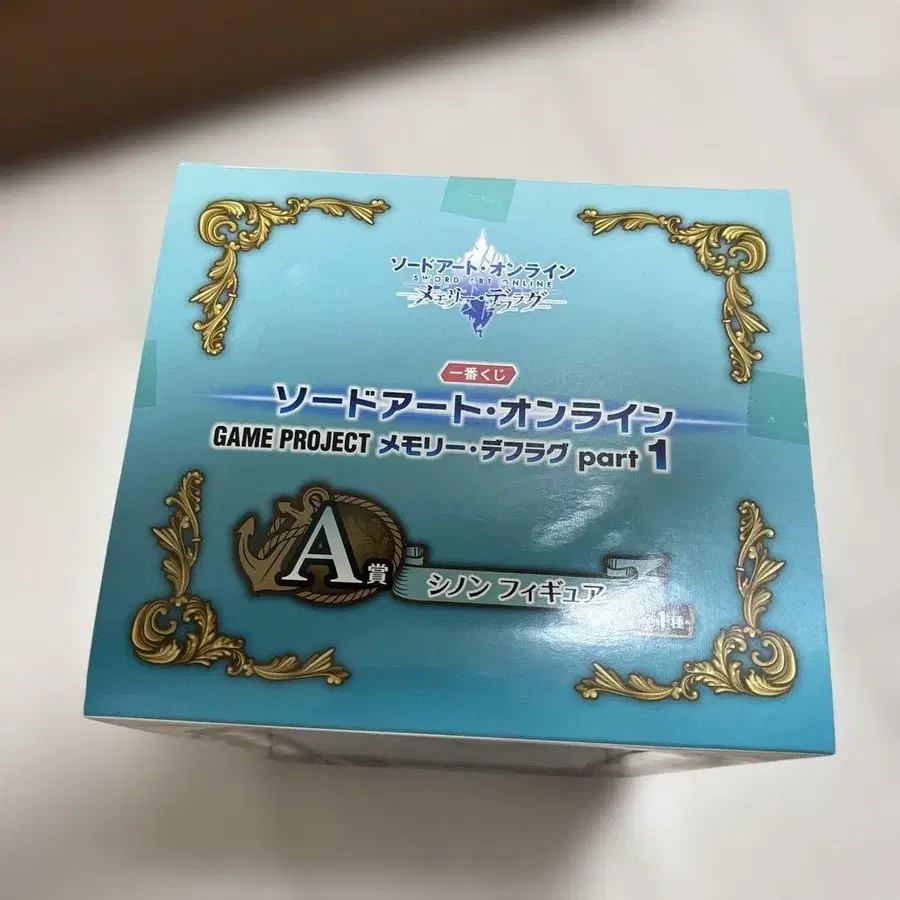 ソードアート・オンライン
SWORD ART ONLINE
メモリー・デフラグ
一番くじ
ソードアート・オンライン
GAME PROJECT メモリー・デフラグ part 1
A賞
シノン フィギュア
全1種